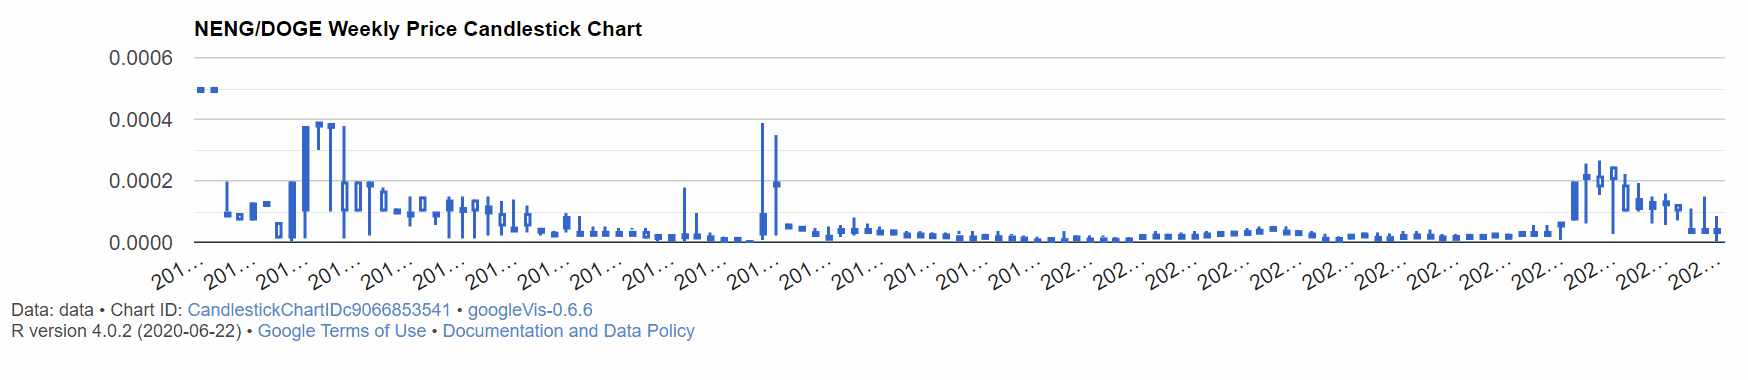 NENG/DOGE Weekly Price Candlestick Chart
0.0006
0.0004
0.0002
0.0000
201… 201… 201… 201… 201… 201… 201… 201… 201… 201… 201… 201… 201… 201… 201… 201… 201… 202… 202… 202… 202… 202… 202… 202… 202… 202… 202… 202… 202… 202…
Data: data • Chart ID: CandlestickChartIDc9066853541 • googleVis-0.6.6
R version 4.0.2 (2020-06-22) • Google Terms of Use • Documentation and Data Policy